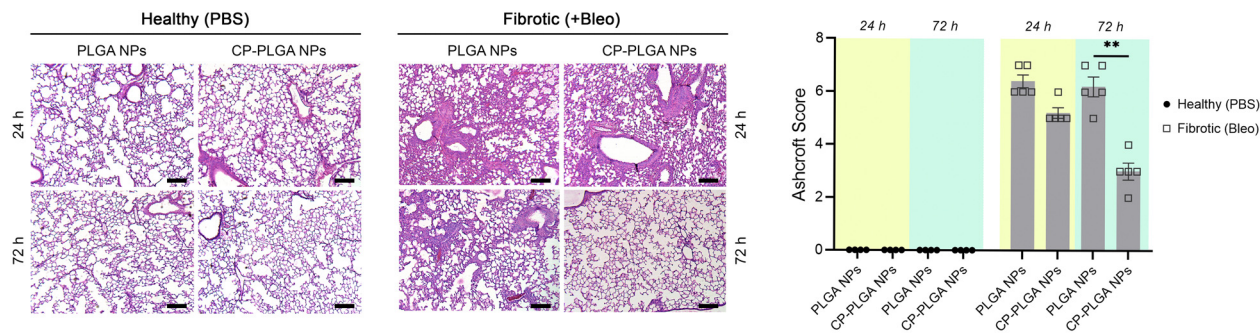 Healthy (PBS)
PLGA NPs
CP-PLGA NPs
24 h
72 h
Fibrotic (+Bleo)
PLGA NPs
CP-PLGA NPs
24 h
72 h
24 h
72 h
24 h
72 h
**
Ashcroft Score
8
6
4
2
0
PLGA NPs
CP-PLGA NPs
PLGA NPs
CP-PLGA NPs
PLGA NPs
CP-PLGA NPs
PLGA NPs
CP-PLGA NPs
Healthy (PBS)
Fibrotic (Bleo)